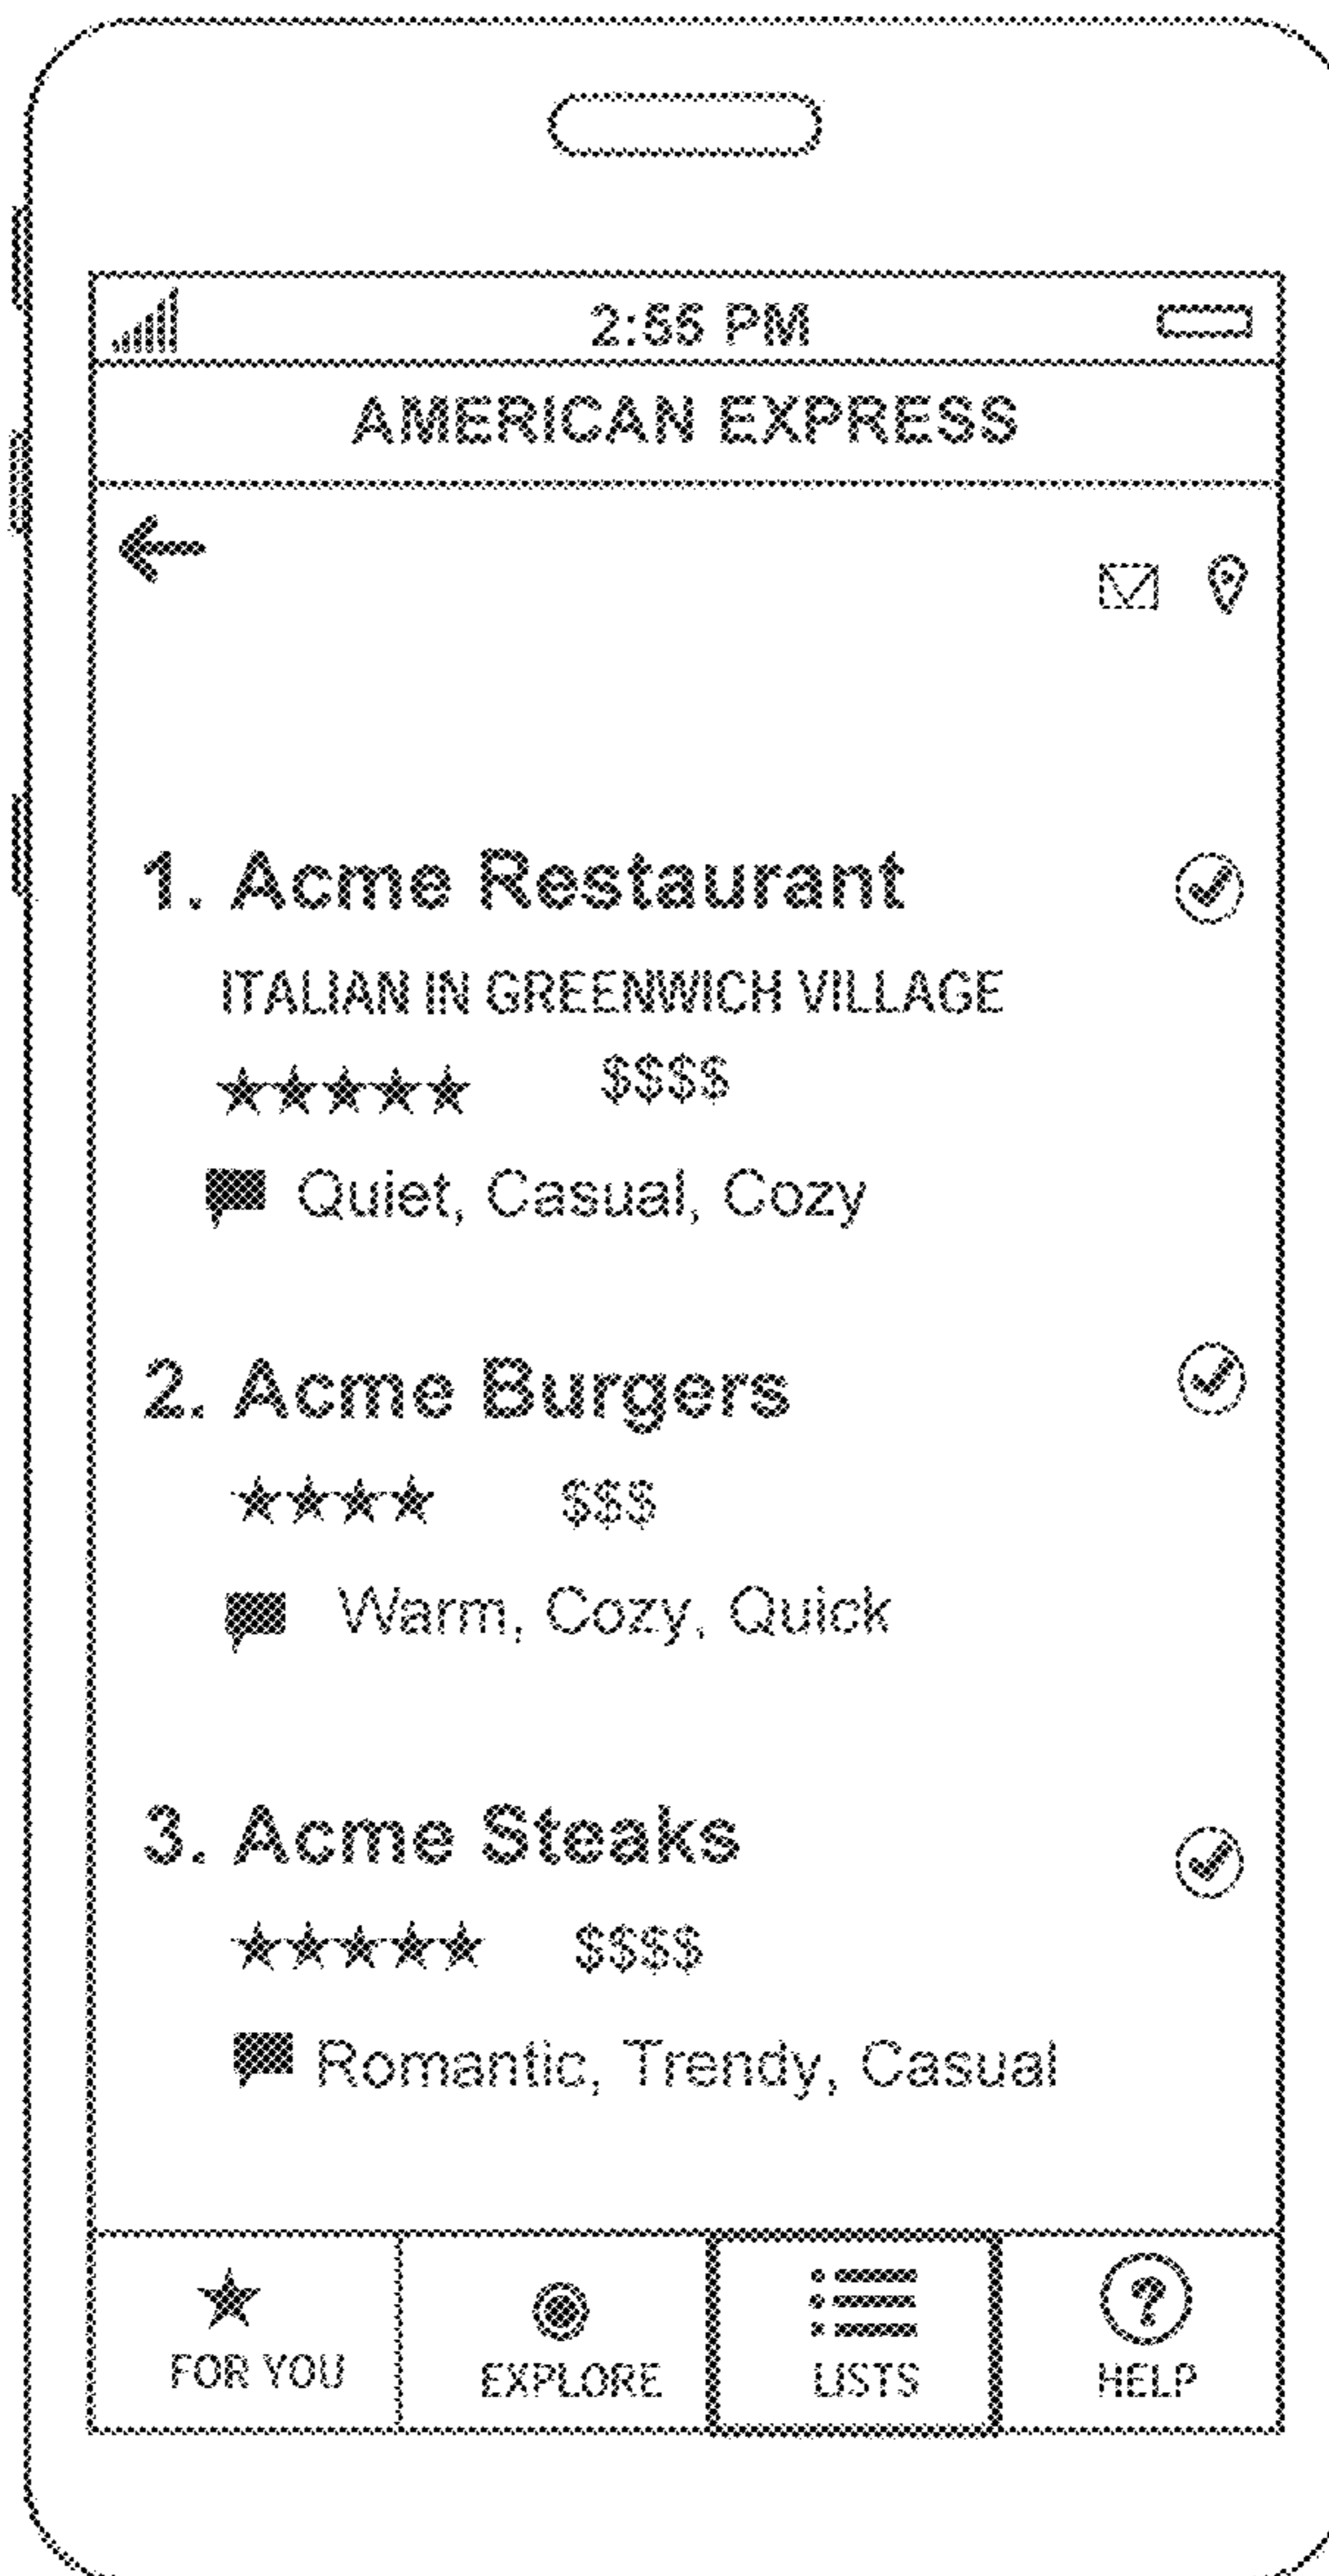 2:55 PM
AMERICAN EXPRESS
1. Acme Restaurant
ITALIAN IN GREENWICH VILLAGE
★★★★★ $$$$
Quiet, Casual, Cozy
2. Acme Burgers
★★★★ $$$
Warm, Cozy, Quick
3. Acme Steaks
★★★★★ $$$$
Romantic, Trendy, Casual
FOR YOU EXPLORE LISTS HELP